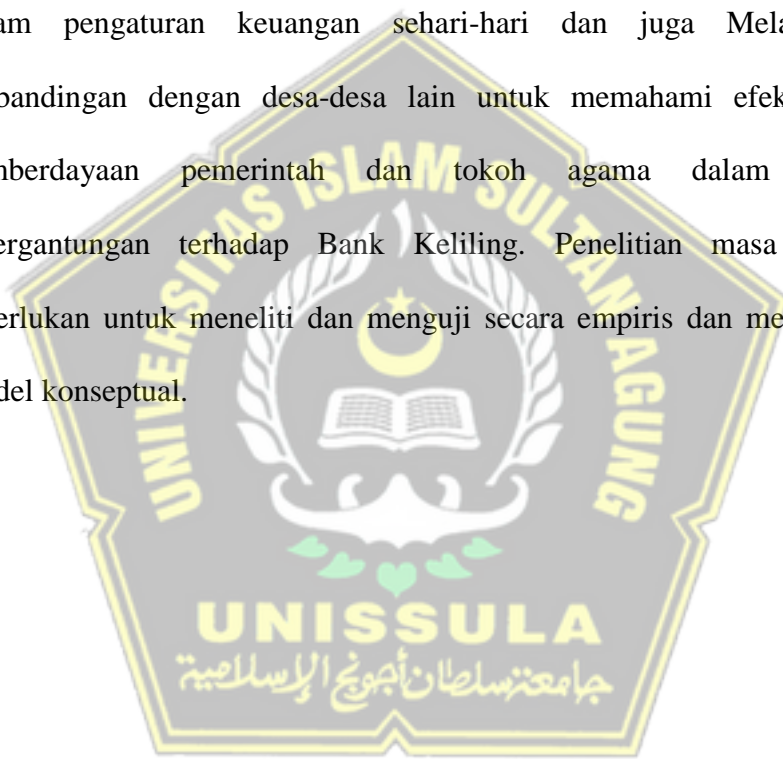 am pengaturan keuangan sehari-hari dan juga Mela
bandingan dengan desa-desa lain untuk memahami efek
nberdayaan pemerintah dan tokoh agama dalam
ergantungan terhadap Bank Keliling. Penelitian masa
erlukan untuk meneliti dan menguji secara empiris dan me
del konseptual.
UNIVERSITAS ISLAM SULTAN AGUNG
UNISSULA
جامعتنسلطان أجونج الإسلامية